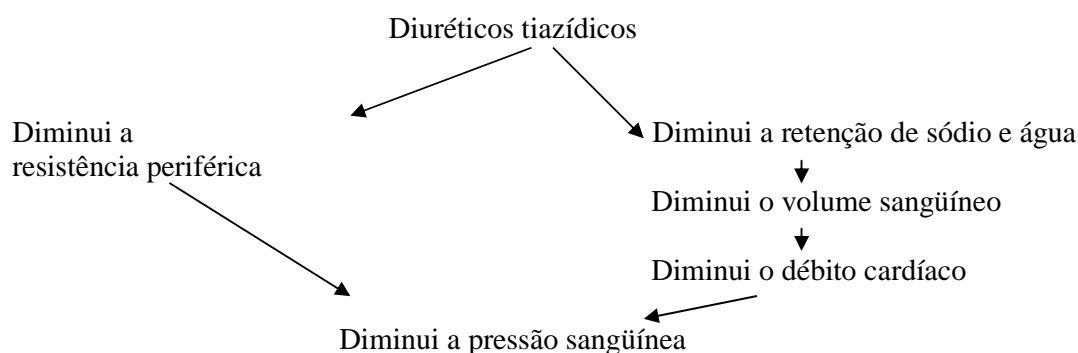 Diuréticos tiazídicos
Diminui a
resistência periférica
Diminui a retenção de sódio e água
Diminui o volume sangüíneo
Diminui o débito cardíaco
Diminui a pressão sangüínea